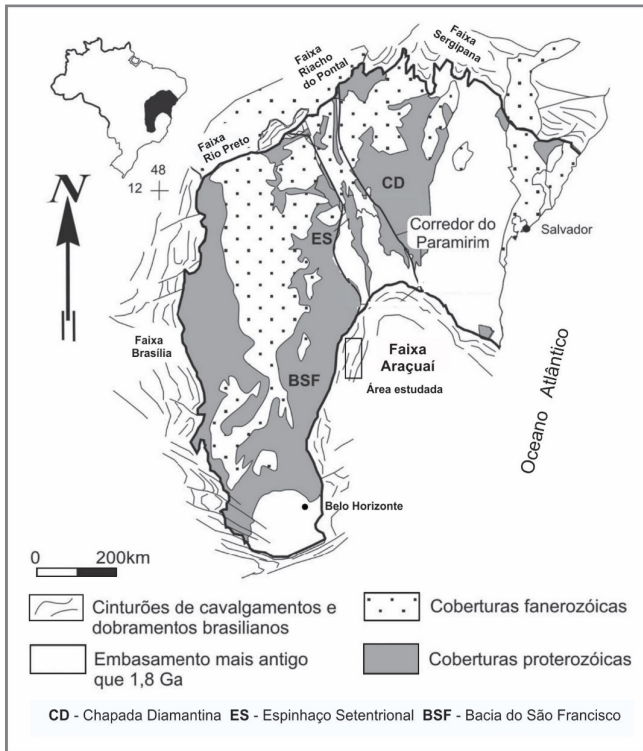 Faixa
Sergipana
Faixa
Riacho
do Pontal
Faixa
Rio Preto
48
12
N
CD
ES
Corredor do
Paramirim
Salvador
Faixa
Brasília
BSF
Faixa
Araçuaí
Área estudada
Oceano Atlântico
Belo Horizonte
0 200km
Cinturões de cavalgamentos e
dobramentos brasilianos
Coberturas fanerozóicas
Embasamento mais antigo
que 1,8 Ga
Coberturas proterozóicas
CD - Chapada Diamantina ES - Espinhaço Setentrional BSF - Bacia do São Francisco